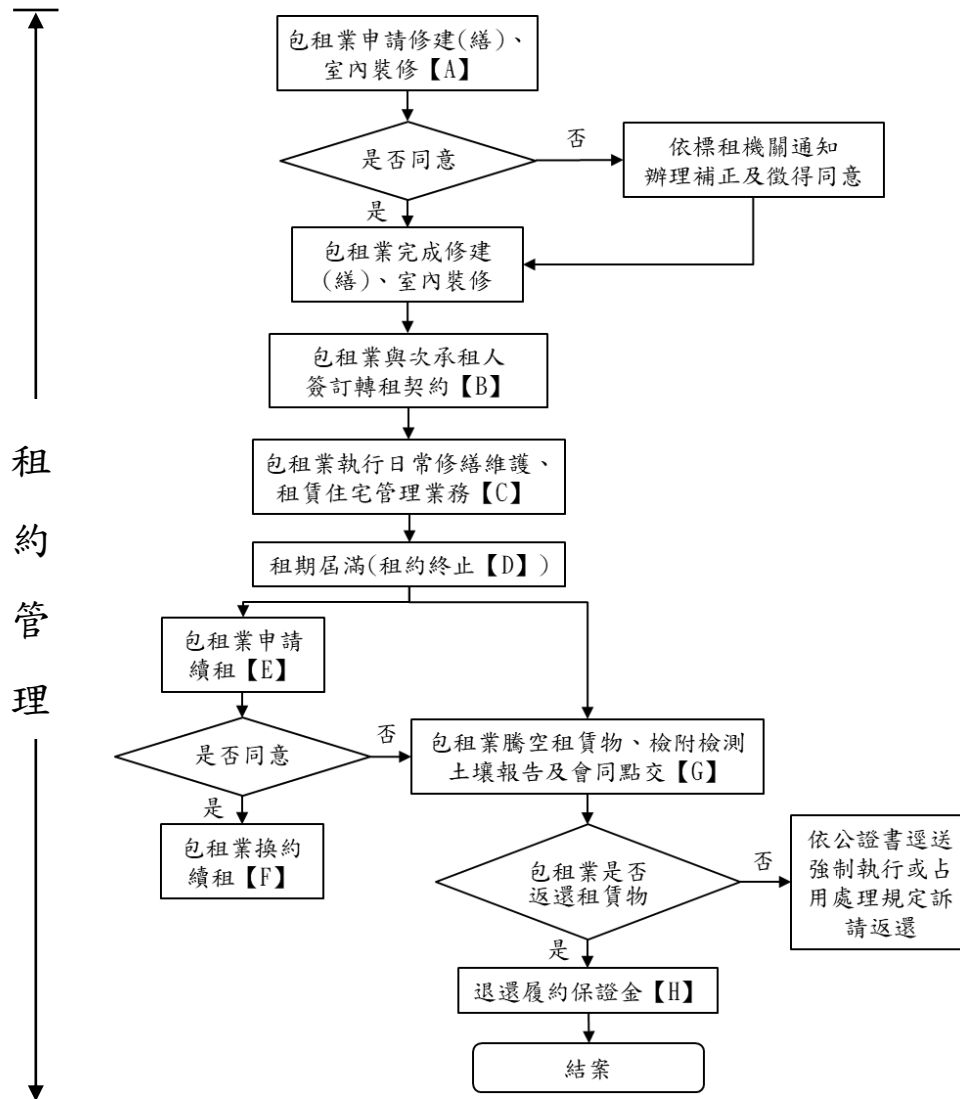 租約管理
包租業申請修建(繕)、
室內裝修【A】
是否同意
否
依標租機關通知
辦理補正及徵得同意
是
包租業完成修建
(繕)、室內裝修
包租業與次承租人
簽訂轉租契約【B】
包租業執行日常修繕維護、
租賃住宅管理業務【C】
租期屆滿(租約終止【D】)
包租業申請
續租【E】
是否同意
否
包租業騰空租賃物、檢附檢測
土壤報告及會同點交【G】
是
包租業換約
續租【F】
包租業是否
返還租賃物
否
依公證書逕送
強制執行或占
用處理規定訴
請返還
是
退還履約保證金【H】
結案